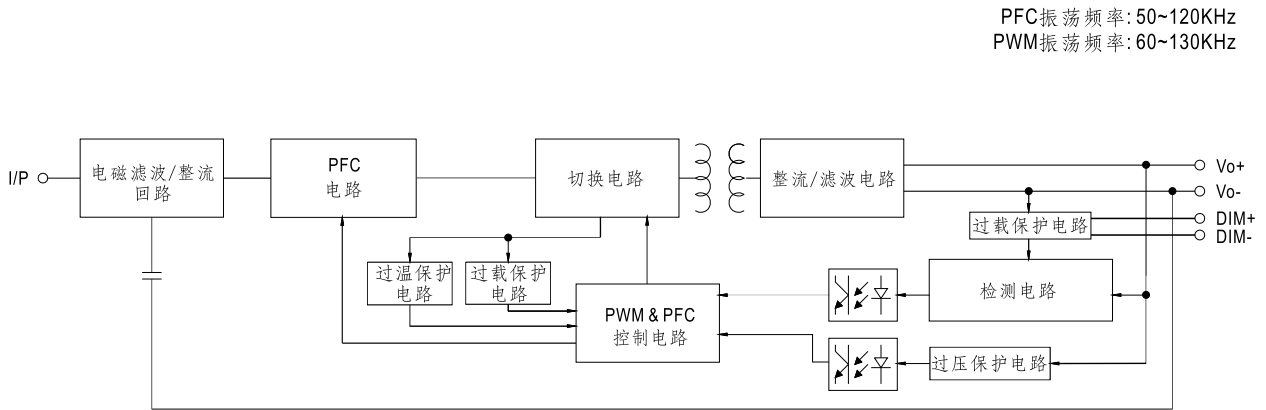 PFC振荡频率: 50~120KHz
PWM振荡频率: 60~130KHz
I/P
电磁滤波/整流
回路
PFC
电路
切换电路
整流/滤波电路
Vo+
Vo-
DIM+
DIM-
过载保护电路
过温保护
电路
过载保护
电路
PWM & PFC
控制电路
检测电路
过压保护电路